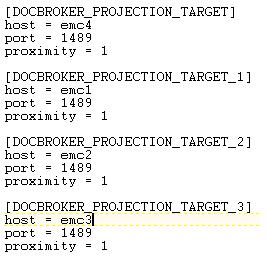 [DOCBROKER_PROJECTION_TARGET]
host = emc4
port = 1489
proximity = 1
[DOCBROKER_PROJECTION_TARGET_1]
host = emc1
port = 1489
proximity = 1
[DOCBROKER_PROJECTION_TARGET_2]
host = emc2
port = 1489
proximity = 1
[DOCBROKER_PROJECTION_TARGET_3]
host = emc3
port = 1489
proximity = 1